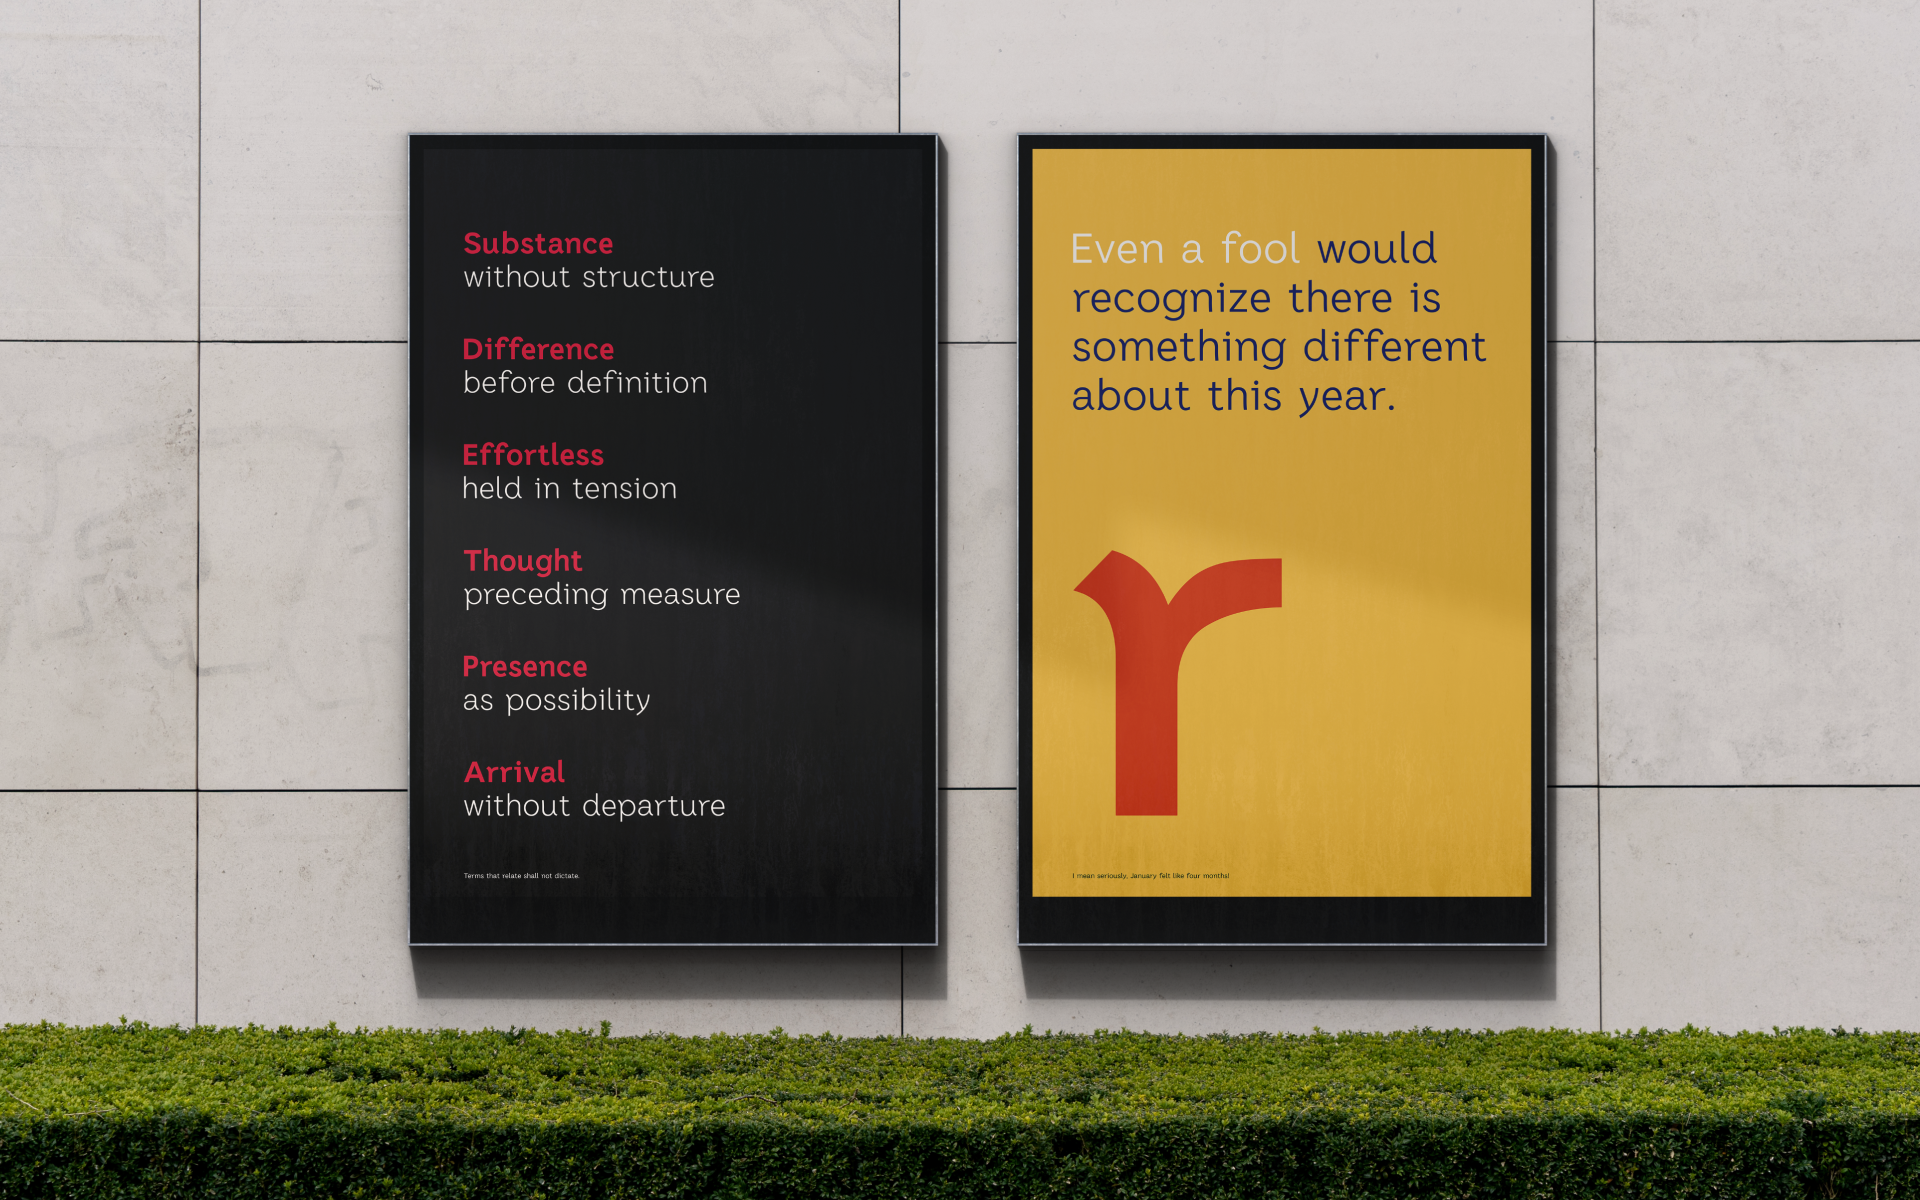 Substance
without structure
Difference
before definition
Effortless
held in tension
Thought
preceding measure
Presence
as possibility
Arrival
without departure
Terms that relate shall not dictate.
Even a fool would
recognize there is
something different
about this year.
r
I mean seriously, January felt like four months!